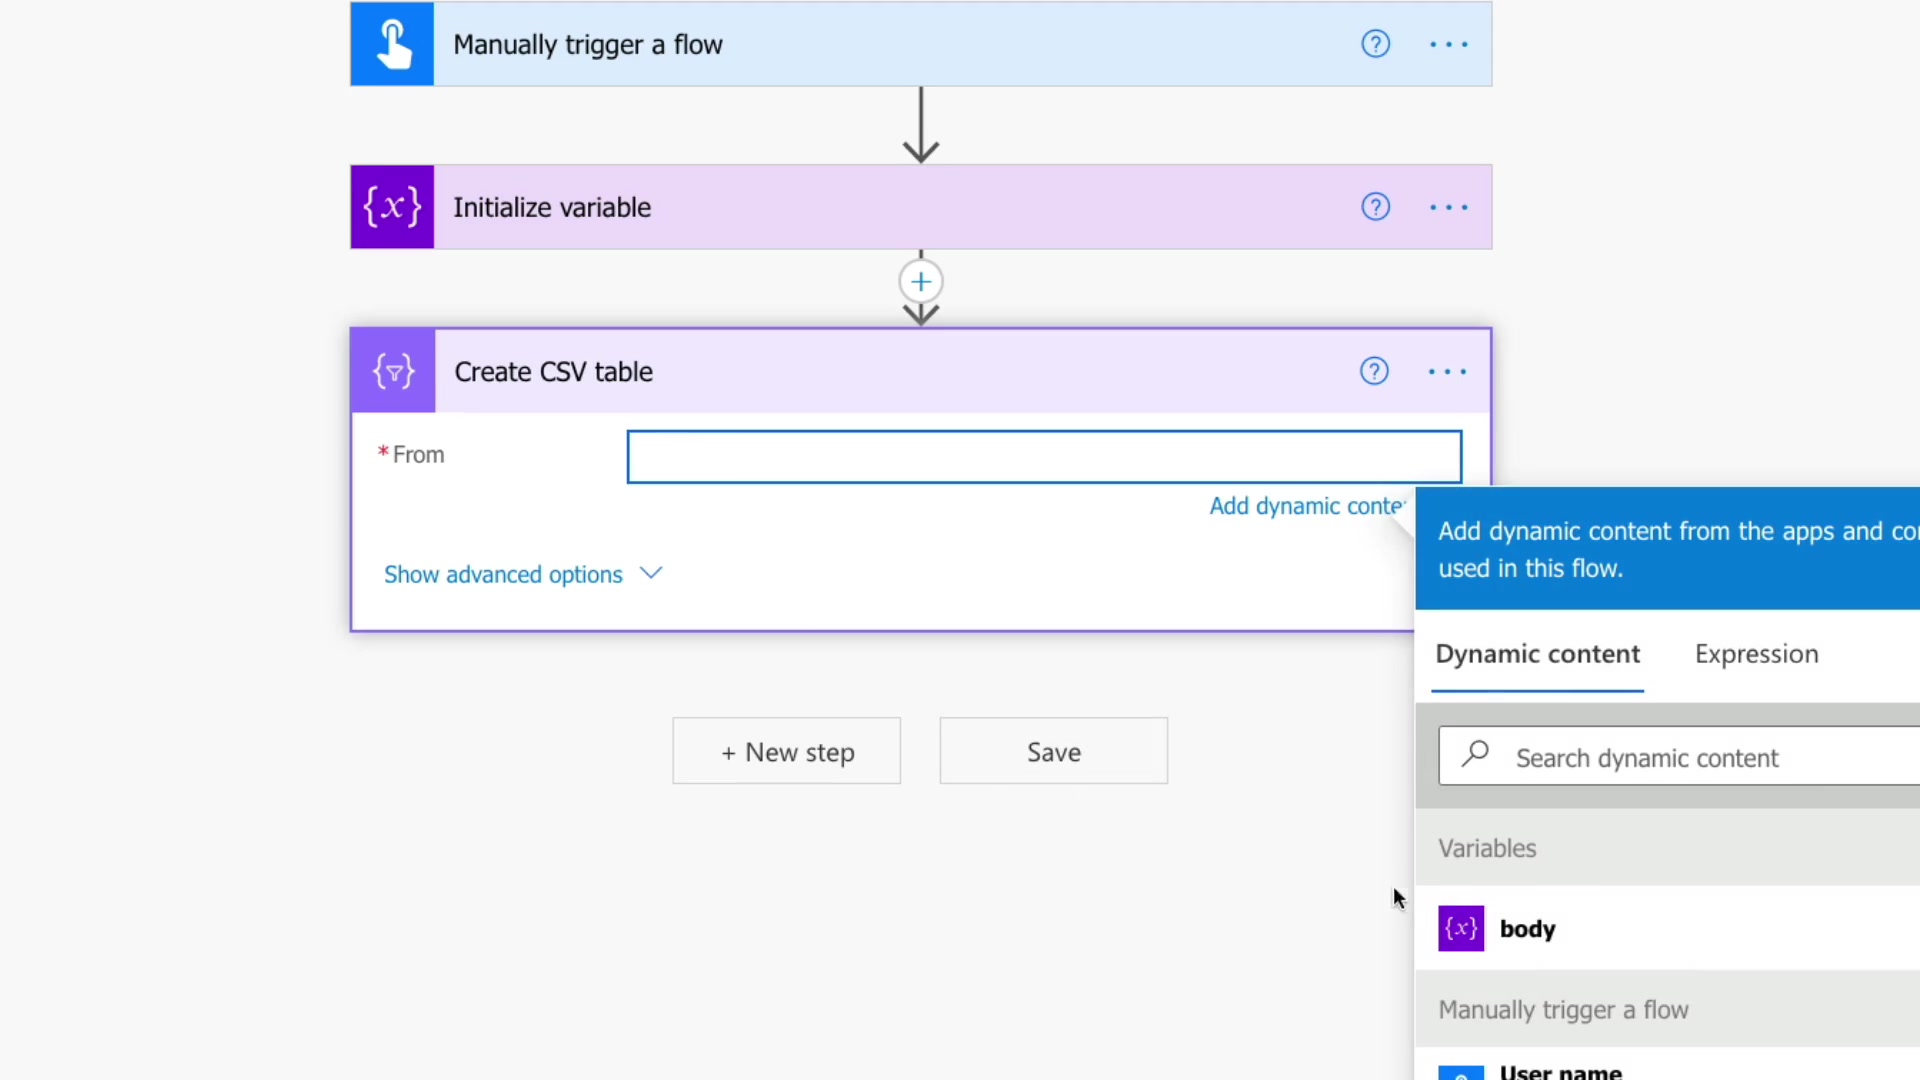 Manually trigger a flow
{x} Initialize variable
Create CSV table
* From
Add dynamic
Show advanced options
Add dynamic content from the apps and
used in this flow.
Dynamic content Expression
Search dynamic content
Variables
{x} body
Manually trigger a flow
User name
+ New step Save